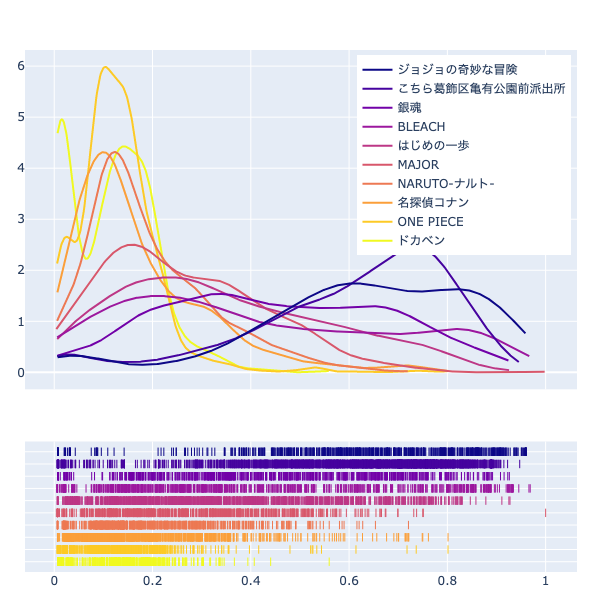 6
5
4
3
2
1
0
ジョジョの奇妙な冒険
こちら葛飾区亀有公園前派出所
銀魂
BLEACH
はじめの一歩
MAJOR
NARUTO-ナルト-
名探偵コナン
ONE PIECE
ドカベン
0 0.2 0.4 0.6 0.8 1